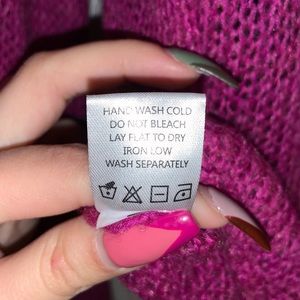 HAND WASH COLD
DO NOT BLEACH
LAY FLAT TO DRY
IRON LOW
WASH SEPARATELY